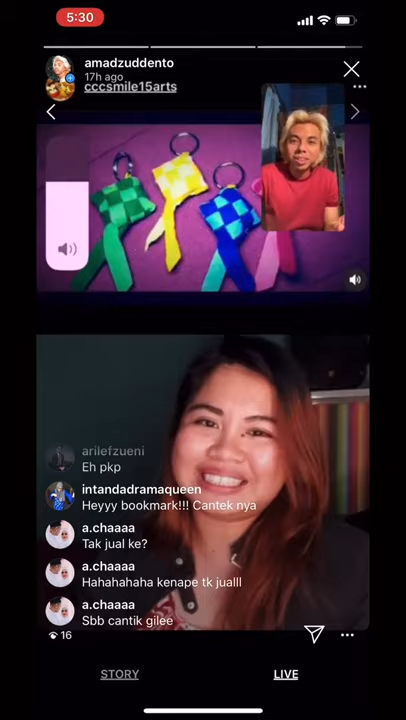 5:30
amadzuddento
17h ago
cccsmile15arts
arilefzueni
Eh pkp
intandadramaqueen
Heyyy bookmark!!! Cantek nya
a.chaaaa
Tak jual ke?
a.chaaaa
Hahahahaha kenape tk jualll
a.chaaaa
Sbb cantik gilee
16
STORY
LIVE